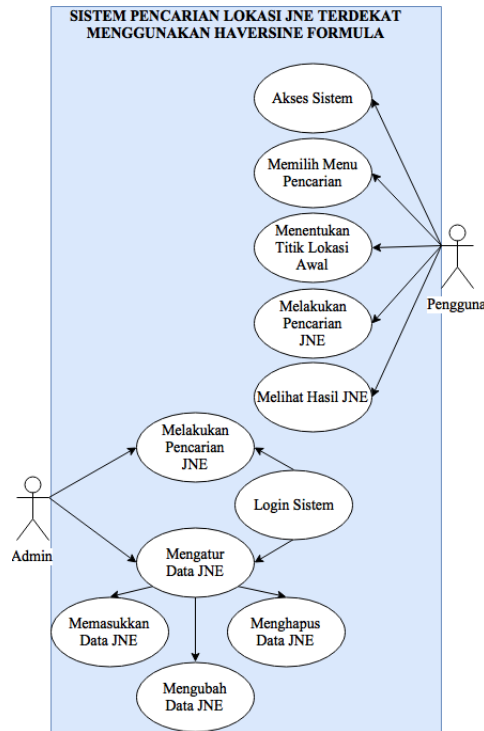 SISTEM PENCARIAN LOKASI JNE TERDEKAT
MENGGUNAKAN HAVERSINE FORMULA
Akses Sistem
Memilih Menu
Pencarian
Menentukan
Titik Lokasi
Awal
Pengguna
Melakukan
Pencarian
JNE
Melihat Hasil JNE
Melakukan
Pencarian
JNE
Login Sistem
Admin
Mengatur
Data JNE
Memasukkan
Data JNE
Menghapus
Data JNE
Mengubah
Data JNE